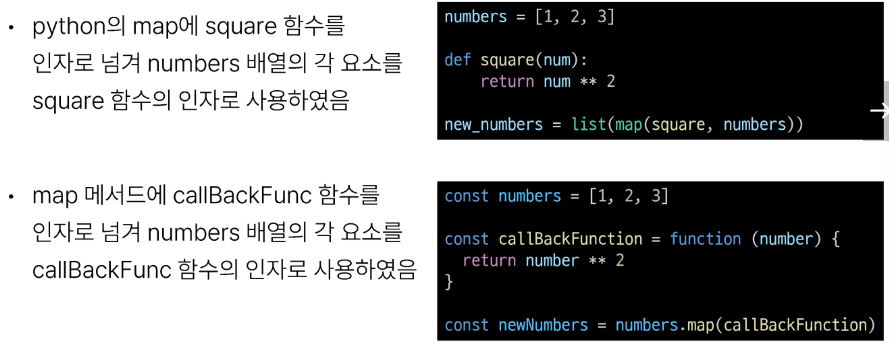 • python의 map에 square 함수를
인자로 넘겨 numbers 배열의 각 요소를
square 함수의 인자로 사용하였음
numbers = [1, 2, 3]
def square(num):
    return num ** 2
new_numbers = list(map(square, numbers))
• map 메서드에 callBackFunc 함수를
인자로 넘겨 numbers 배열의 각 요소를
callBackFunc 함수의 인자로 사용하였음
const numbers = [1, 2, 3]
const callBackFunction = function (number) {
  return number ** 2
}
const newNumbers = numbers.map(callBackFunction)